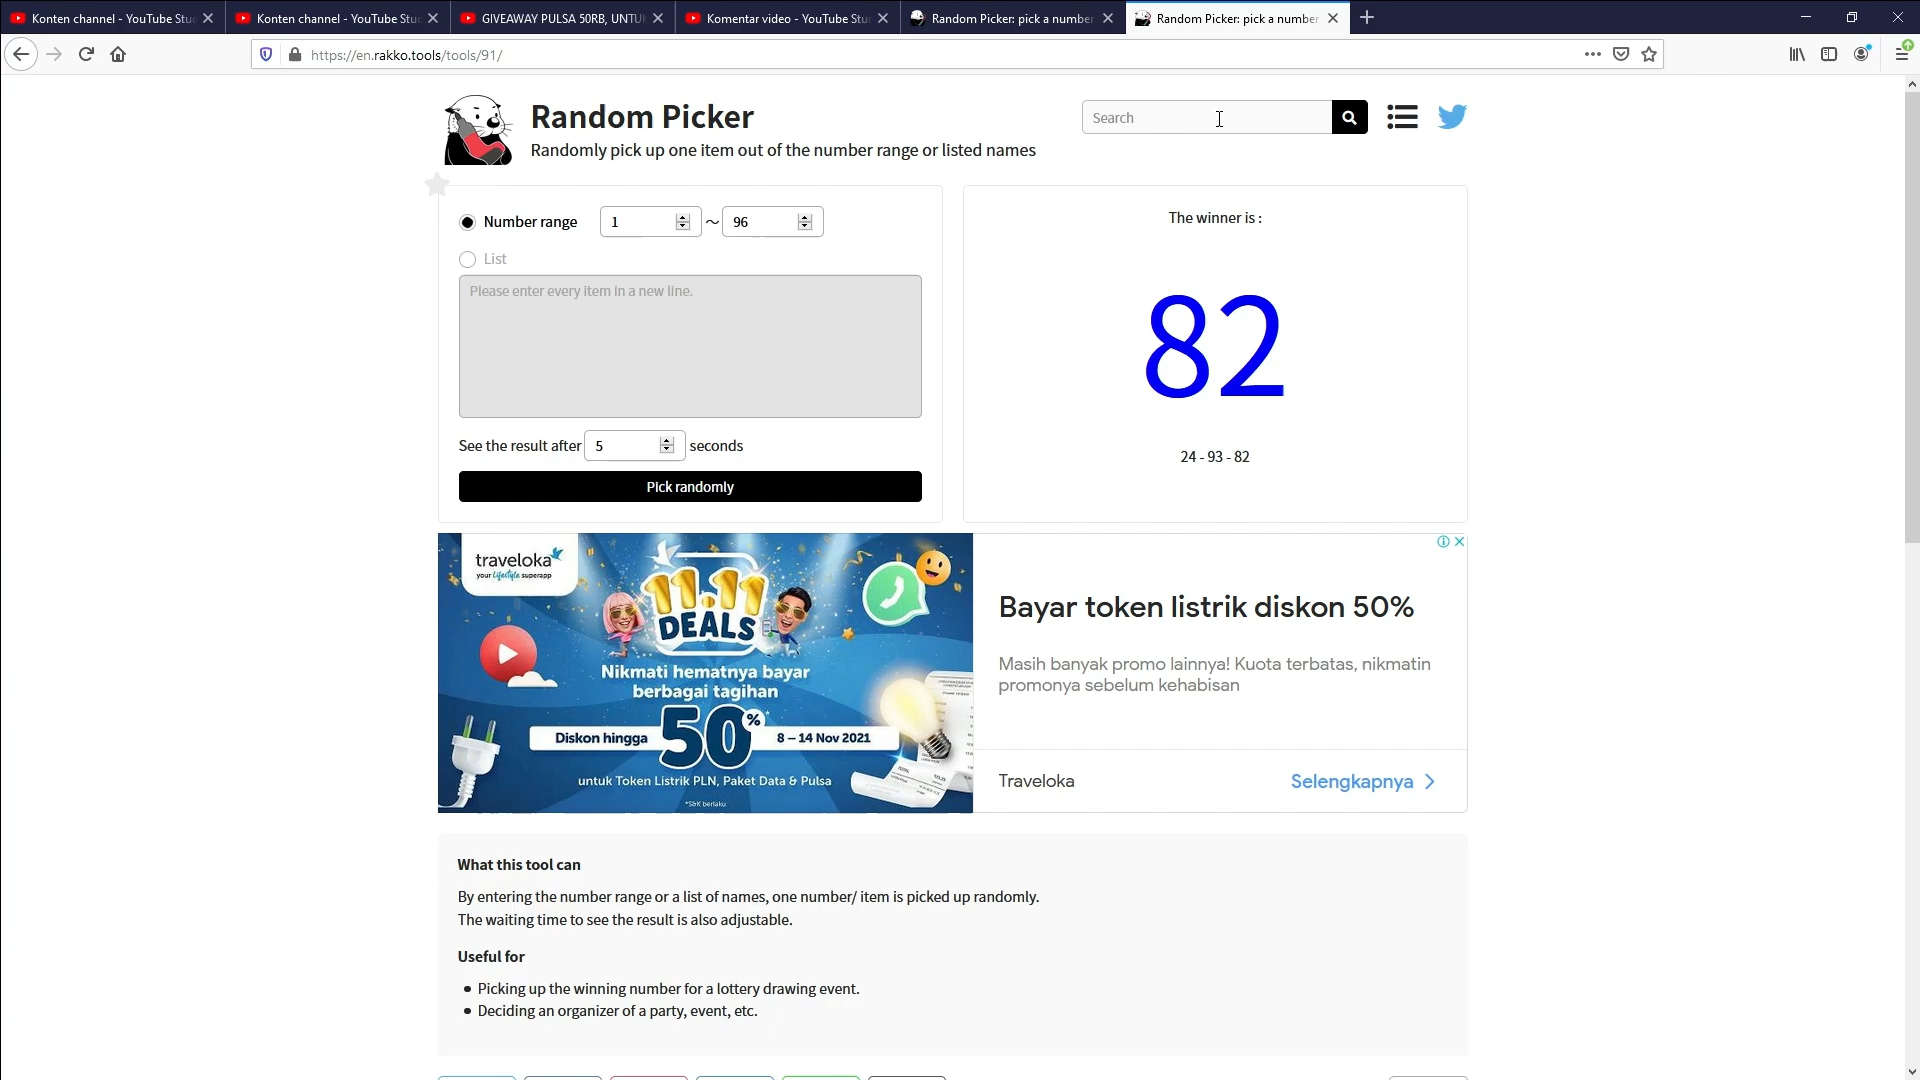 Konten channel - YouTube Stu
Konten channel - YouTube Stu
GIVEAWAY PULSA 50RB, UNTU
Komentar video - YouTube Stu
Random Picker: pick a number
Random Picker: pick a number
https://en.rakko.tools/tools/91/
Random Picker
Randomly pick up one item out of the number range or listed names
Search
Number range 1 ~ 96
List
Please enter every item in a new line.
See the result after 5 seconds
Pick randomly
The winner is :
82
24 - 93 - 82
traveloka
your Lifestyle superapp
11.11
DEALS
Nikmati hematnya bayar
berbagai tagihan
Diskon hingga 50% 8 – 14 Nov 2021
untuk Token Listrik PLN, Paket Data & Pulsa
*S&K berlaku
Bayar token listrik diskon 50%
Masih banyak promo lainnya! Kuota terbatas, nikmatin
promonya sebelum kehabisan
Traveloka
Selengkapnya
What this tool can
By entering the number range or a list of names, one number/ item is picked up randomly.
The waiting time to see the result is also adjustable.
Useful for
Picking up the winning number for a lottery drawing event.
Deciding an organizer of a party, event, etc.